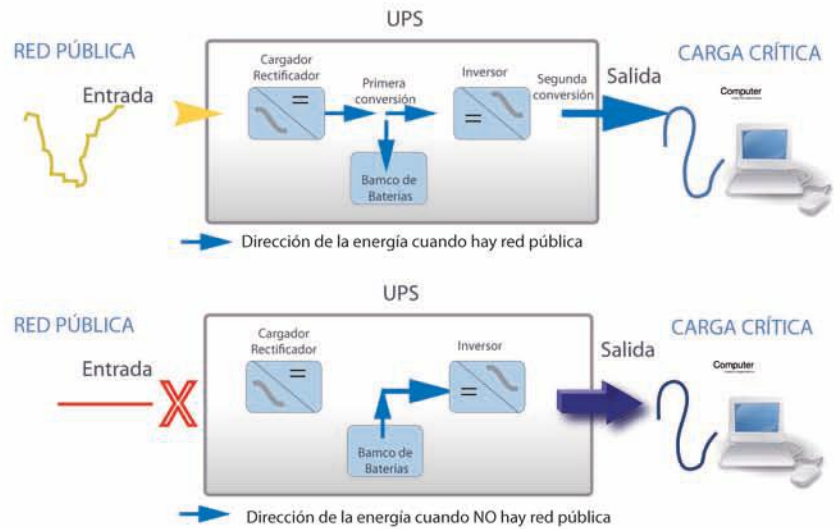 UPS
RED PÚBLICA
CARGA CRÍTICA
Entrada
Cargador
Rectificador
Primera
conversión
Inversor
Segunda
conversión
Salida
Computer
Bamco de
Baterías
Dirección de la energía cuando hay red pública
UPS
RED PÚBLICA
CARGA CRÍTICA
Entrada
Cargador
Rectificador
Inversor
Salida
Computer
Bamco de
Baterías
Dirección de la energía cuando NO hay red pública